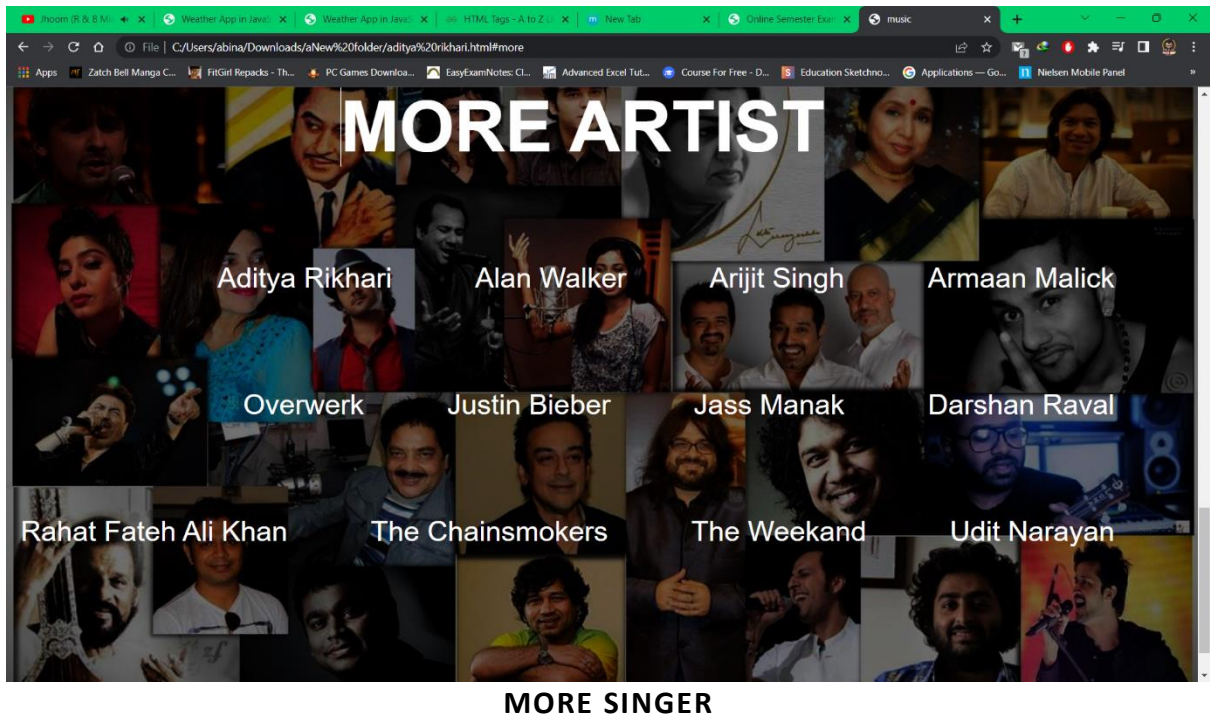 Jhoom (R & B Mi
Weather App in JavaS
Weather App in JavaS
HTML Tags - A to Z Li
New Tab
Online Semester Exam
music
File | C:/Users/abina/Downloads/aNew%20folder/aditya%20rikhari.html#more
Apps Zatch Bell Manga C... FitGirl Repacks - Th... PC Games Downloa... EasyExamNotes: Cl... Advanced Excel Tut... Course For Free - D... Education Sketchno... Applications — Go... Nielsen Mobile Panel »
MORE ARTIST
Aditya Rikhari Alan Walker Arijit Singh Armaan Malick
Overwerk Justin Bieber Jass Manak Darshan Raval
Rahat Fateh Ali Khan The Chainsmokers The Weekand Udit Narayan
MORE SINGER